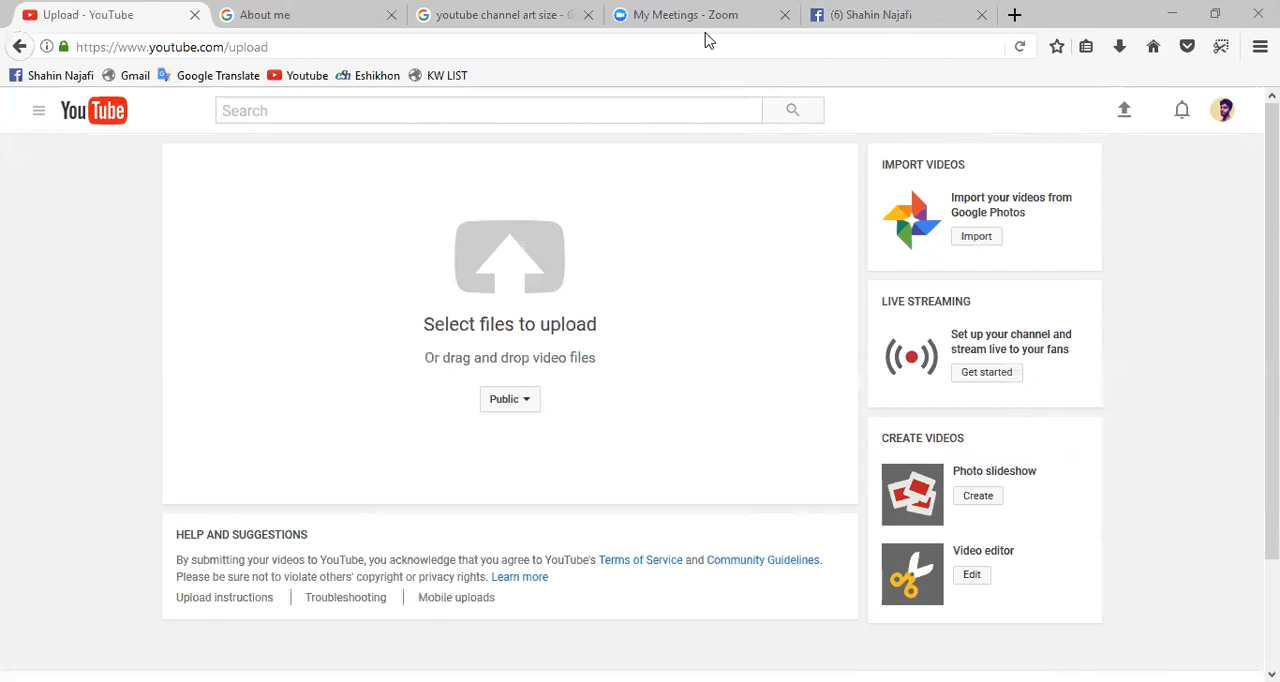 Upload - YouTube
About me
youtube channel art size - G
My Meetings - Zoom
(6) Shahin Najafi
https://www.youtube.com/upload
Shahin Najafi
Gmail
Google Translate
Youtube
Eshikhon
KW LIST
YouTube
Search
Select files to upload
Or drag and drop video files
Public
HELP AND SUGGESTIONS
By submitting your videos to YouTube, you acknowledge that you agree to YouTube's Terms of Service and Community Guidelines.
Please be sure not to violate others' copyright or privacy rights. Learn more
Upload instructions
Troubleshooting
Mobile uploads
IMPORT VIDEOS
Import your videos from
Google Photos
Import
LIVE STREAMING
Set up your channel and
stream live to your fans
Get started
CREATE VIDEOS
Photo slideshow
Create
Video editor
Edit